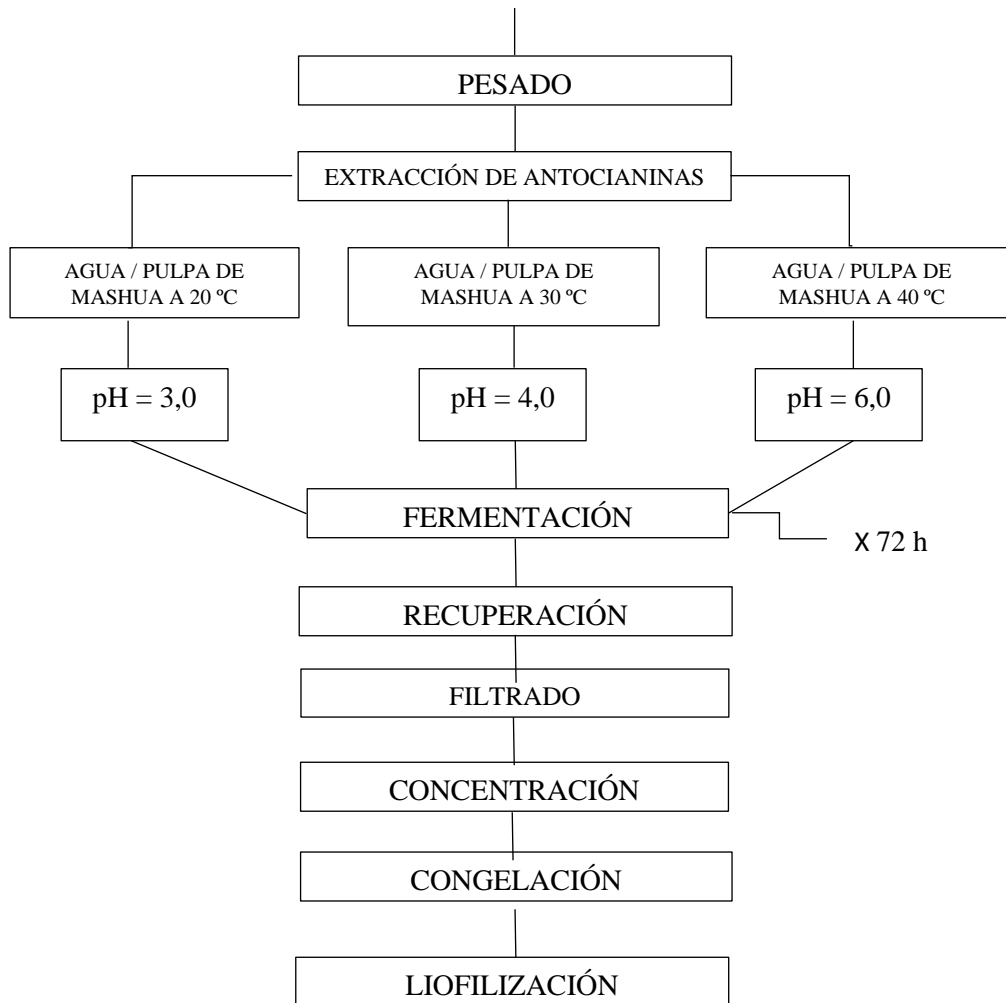 PESADO
EXTRACCIÓN DE ANTOCIANINAS
AGUA / PULPA DE
MASHUA A 20 ºC
AGUA / PULPA DE
MASHUA A 30 ºC
AGUA / PULPA DE
MASHUA A 40 ºC
pH = 3,0
pH = 4,0
pH = 6,0
FERMENTACIÓN
X 72 h
RECUPERACIÓN
FILTRADO
CONCENTRACIÓN
CONGELACIÓN
LIOFILIZACIÓN